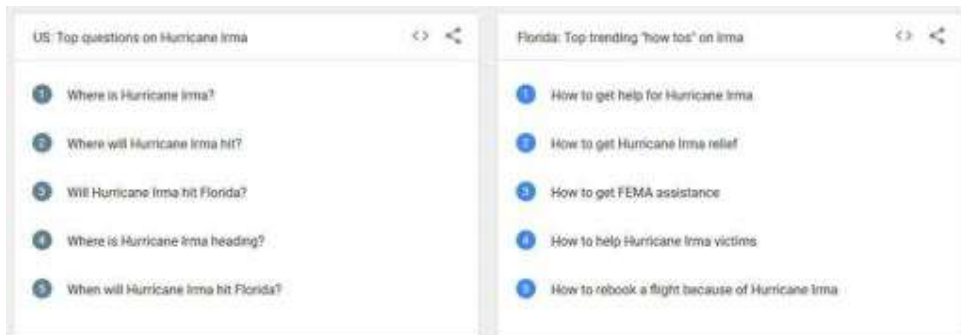 US: Top questions on Hurricane Irma
1 Where is Hurricane Irma?
2 Where will Hurricane Irma hit?
3 Will Hurricane Irma hit Florida?
4 Where is Hurricane Irma heading?
5 When will Hurricane Irma hit Florida?
Florida: Top trending "how tos" on Irma
1 How to get help for Hurricane Irma
2 How to get Hurricane Irma relief
3 How to get FEMA assistance
4 How to help Hurricane Irma victims
5 How to rebook a flight because of Hurricane Irma